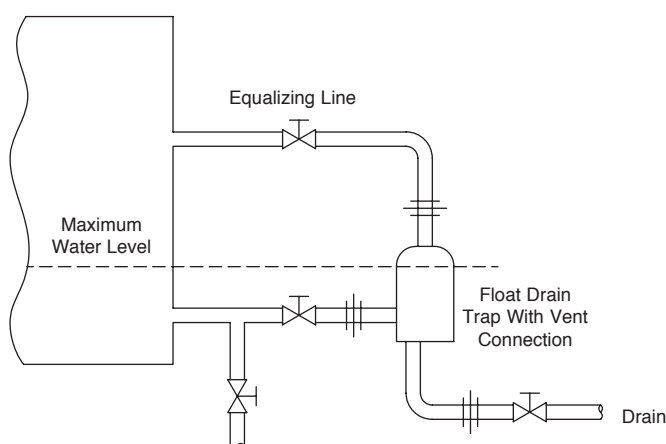 Equalizing Line
Maximum
Water Level
Float Drain
Trap With Vent
Connection
Drain